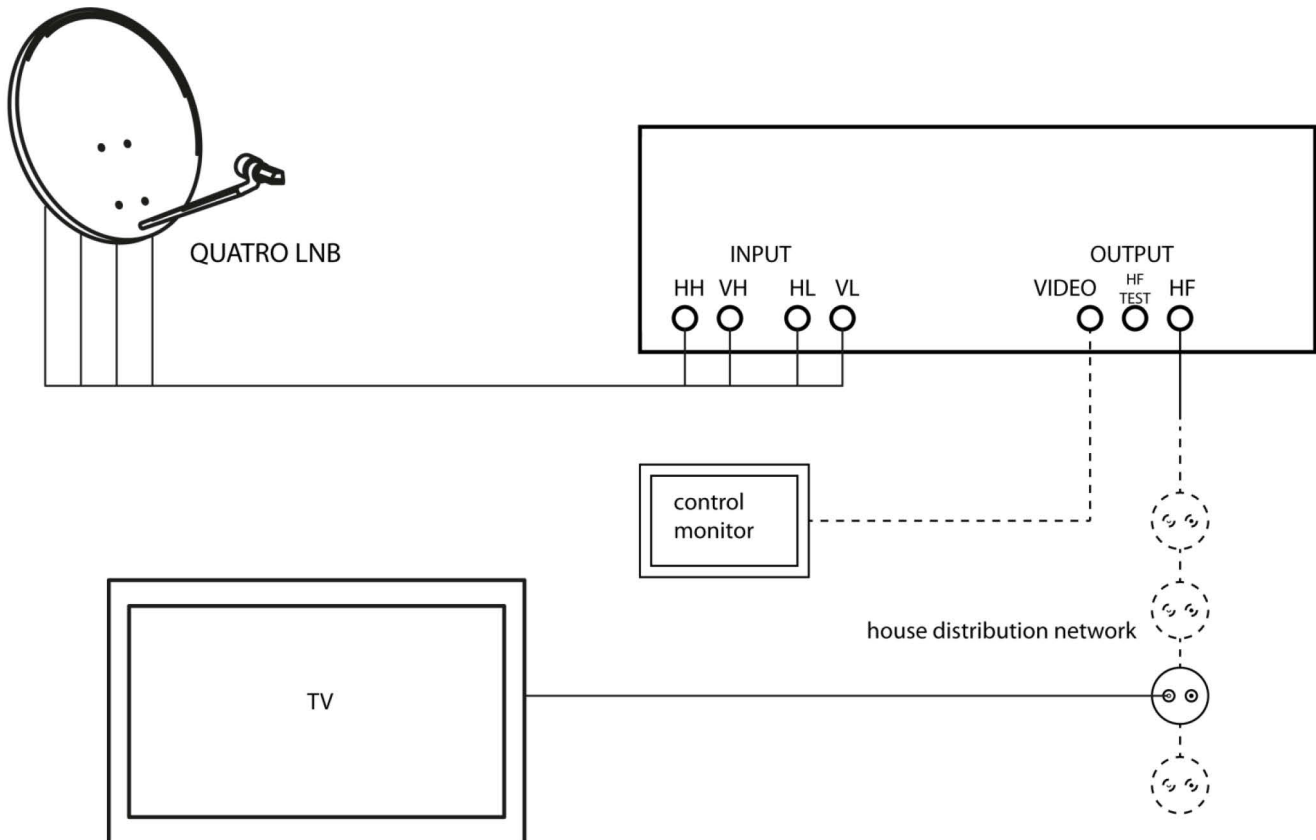 QUATRO LNB
INPUT
HH VH HL VL
OUTPUT
VIDEO HF TEST HF
control
monitor
house distribution network
TV